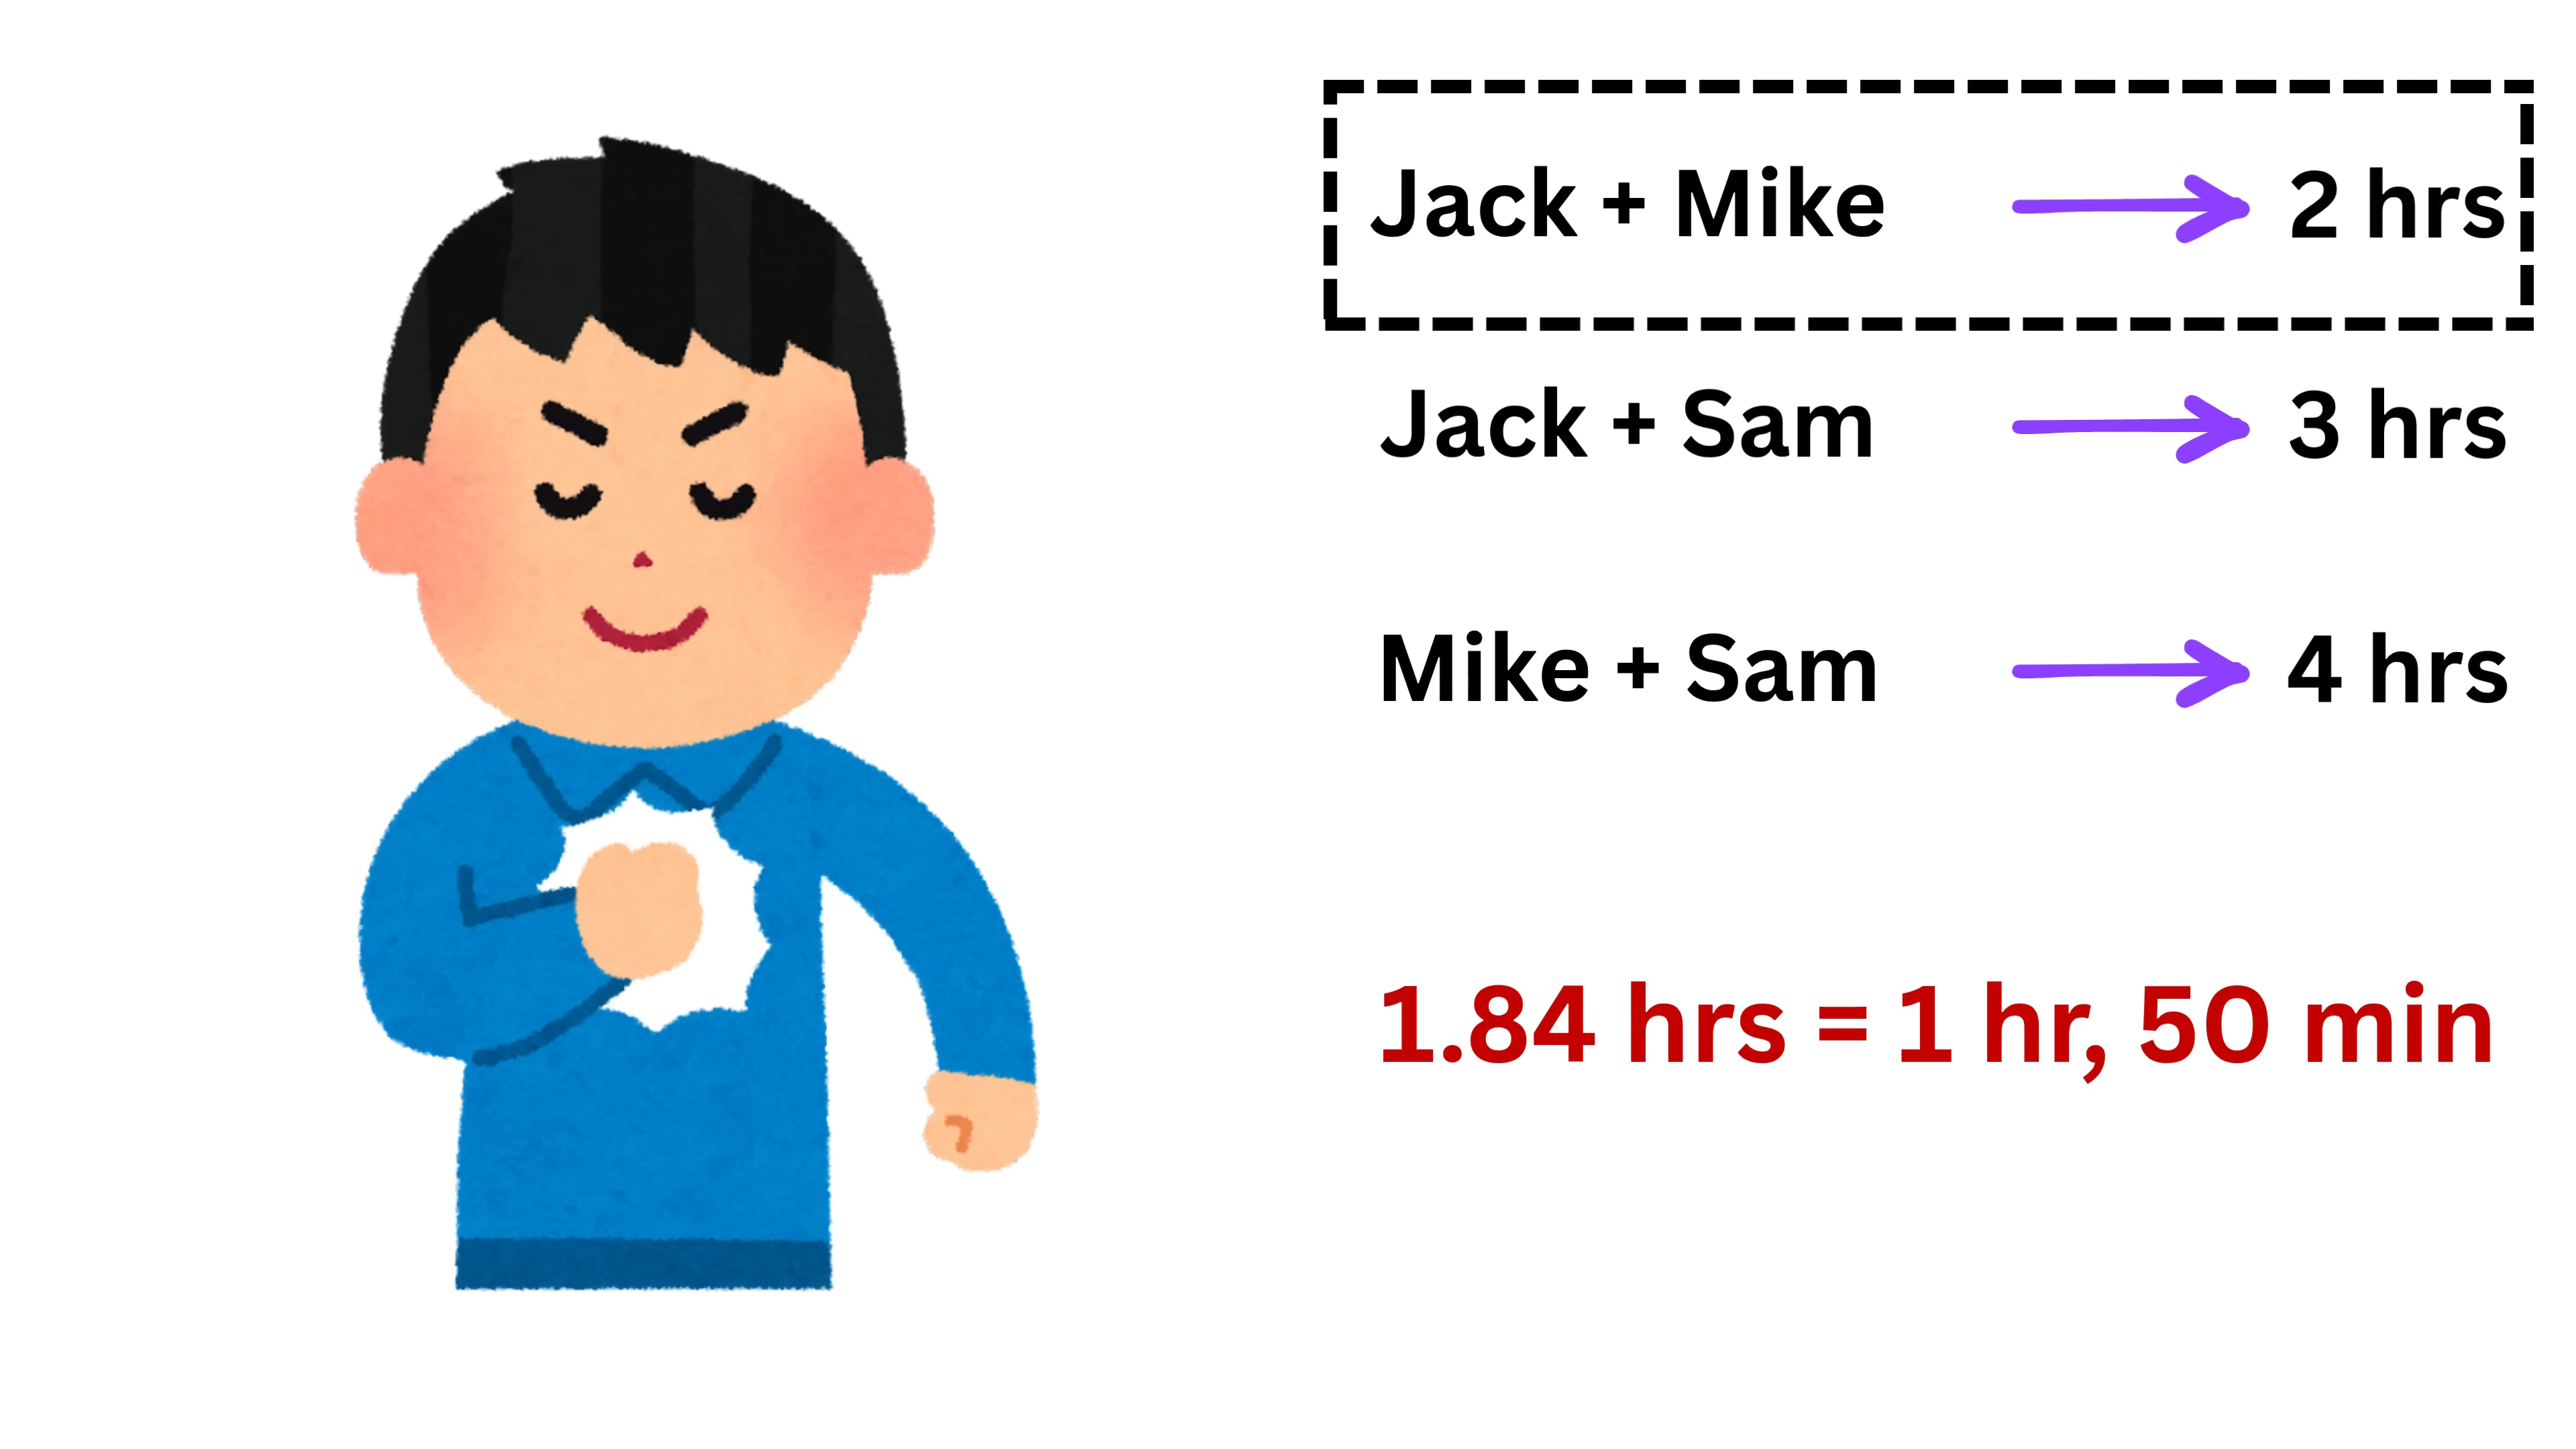 Jack + Mike 2 hrs
Jack + Sam 3 hrs
Mike + Sam 4 hrs
1.84 hrs = 1 hr, 50 min